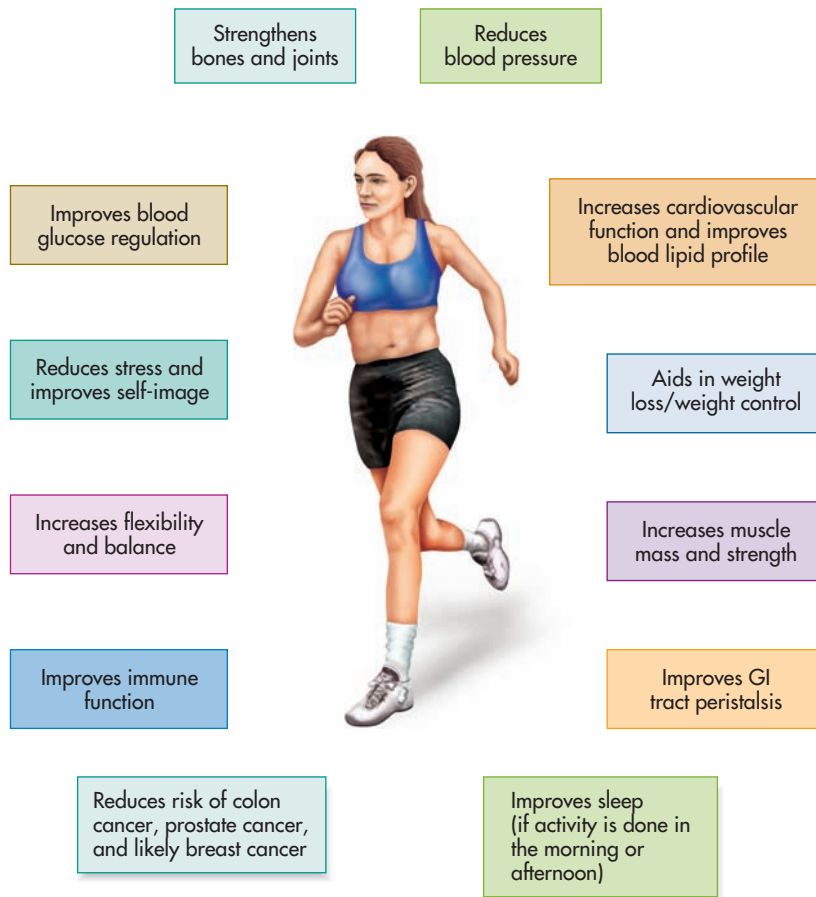 Strengthens
bones and joints
Reduces
blood pressure
Improves blood
glucose regulation
Increases cardiovascular
function and improves
blood lipid profile
Reduces stress and
improves self-image
Aids in weight
loss/weight control
Increases flexibility
and balance
Increases muscle
mass and strength
Improves immune
function
Improves GI
tract peristalsis
Reduces risk of colon
cancer, prostate cancer,
and likely breast cancer
Improves sleep
(if activity is done in
the morning or
afternoon)